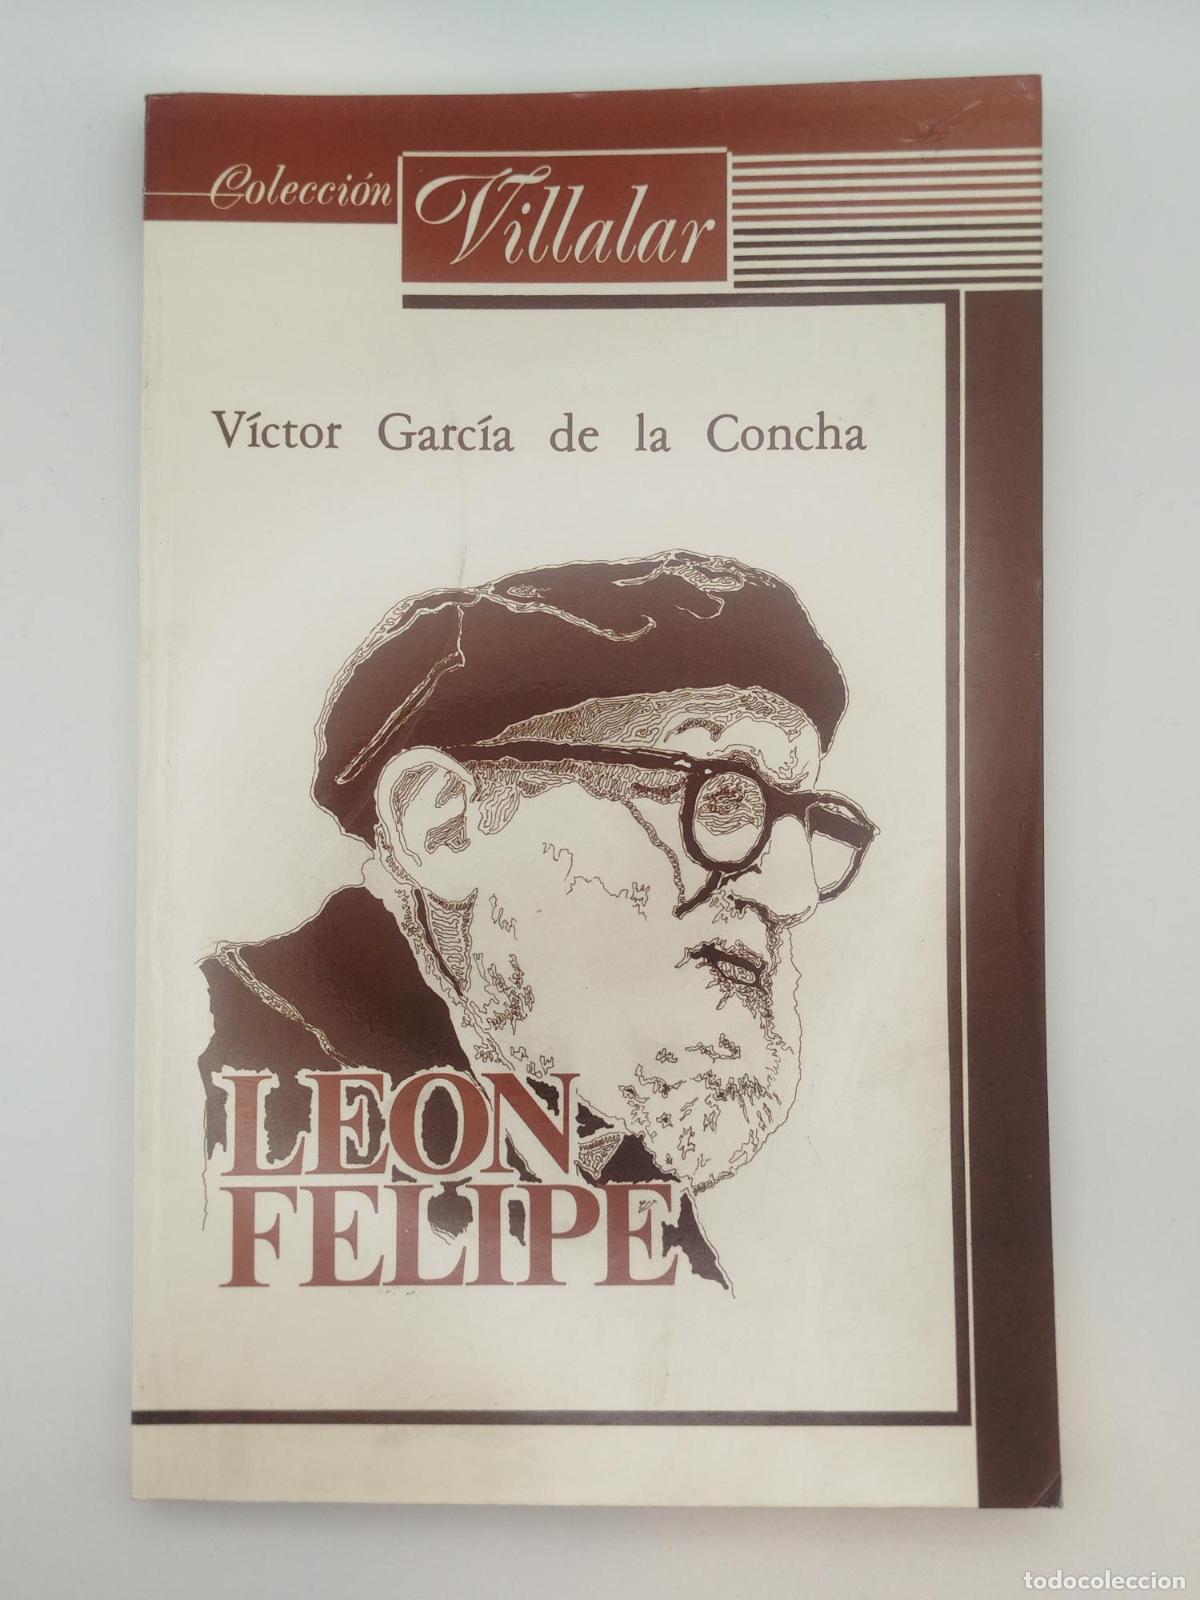 Colección Villalar
Víctor García de la Concha
LEON
FELIPE
todocoleccion